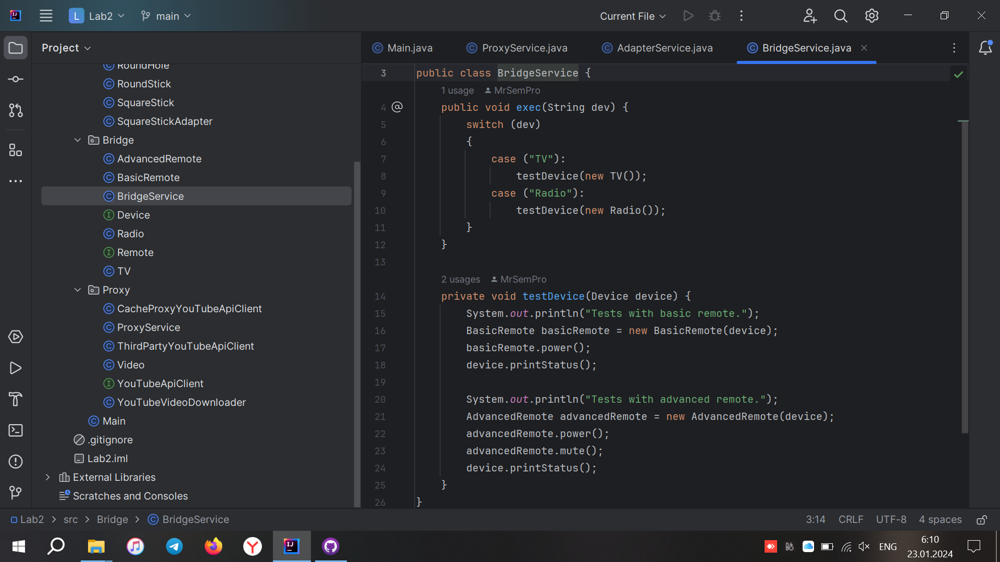 L Lab2 main Current File
Project
Main.java ProxyService.java AdapterService.java BridgeService.java
RoundHole
RoundStick
SquareStick
SquareStickAdapter
Bridge
AdvancedRemote
BasicRemote
BridgeService
Device
Radio
Remote
TV
Proxy
CacheProxyYouTubeApiClient
ProxyService
ThirdPartyYouTubeApiClient
Video
YouTubeApiClient
YouTubeVideoDownloader
Main
.gitignore
Lab2.iml
External Libraries
Scratches and Consoles
3 public class BridgeService {
1 usage MrSemPro
4 @ public void exec(String dev) {
5 switch (dev)
6 {
7 case ("TV"):
8 testDevice(new TV());
9 case ("Radio"):
10 testDevice(new Radio());
11 }
12 }
13
2 usages MrSemPro
14 private void testDevice(Device device) {
15 System.out.println("Tests with basic remote.");
16 BasicRemote basicRemote = new BasicRemote(device);
17 basicRemote.power();
18 device.printStatus();
19
20 System.out.println("Tests with advanced remote.");
21 AdvancedRemote advancedRemote = new AdvancedRemote(device);
22 advancedRemote.power();
23 advancedRemote.mute();
24 device.printStatus();
25 }
26 }
Lab2 > src > Bridge > BridgeService 3:14 CRLF UTF-8 4 spaces
ENG 6:10
23.01.2024